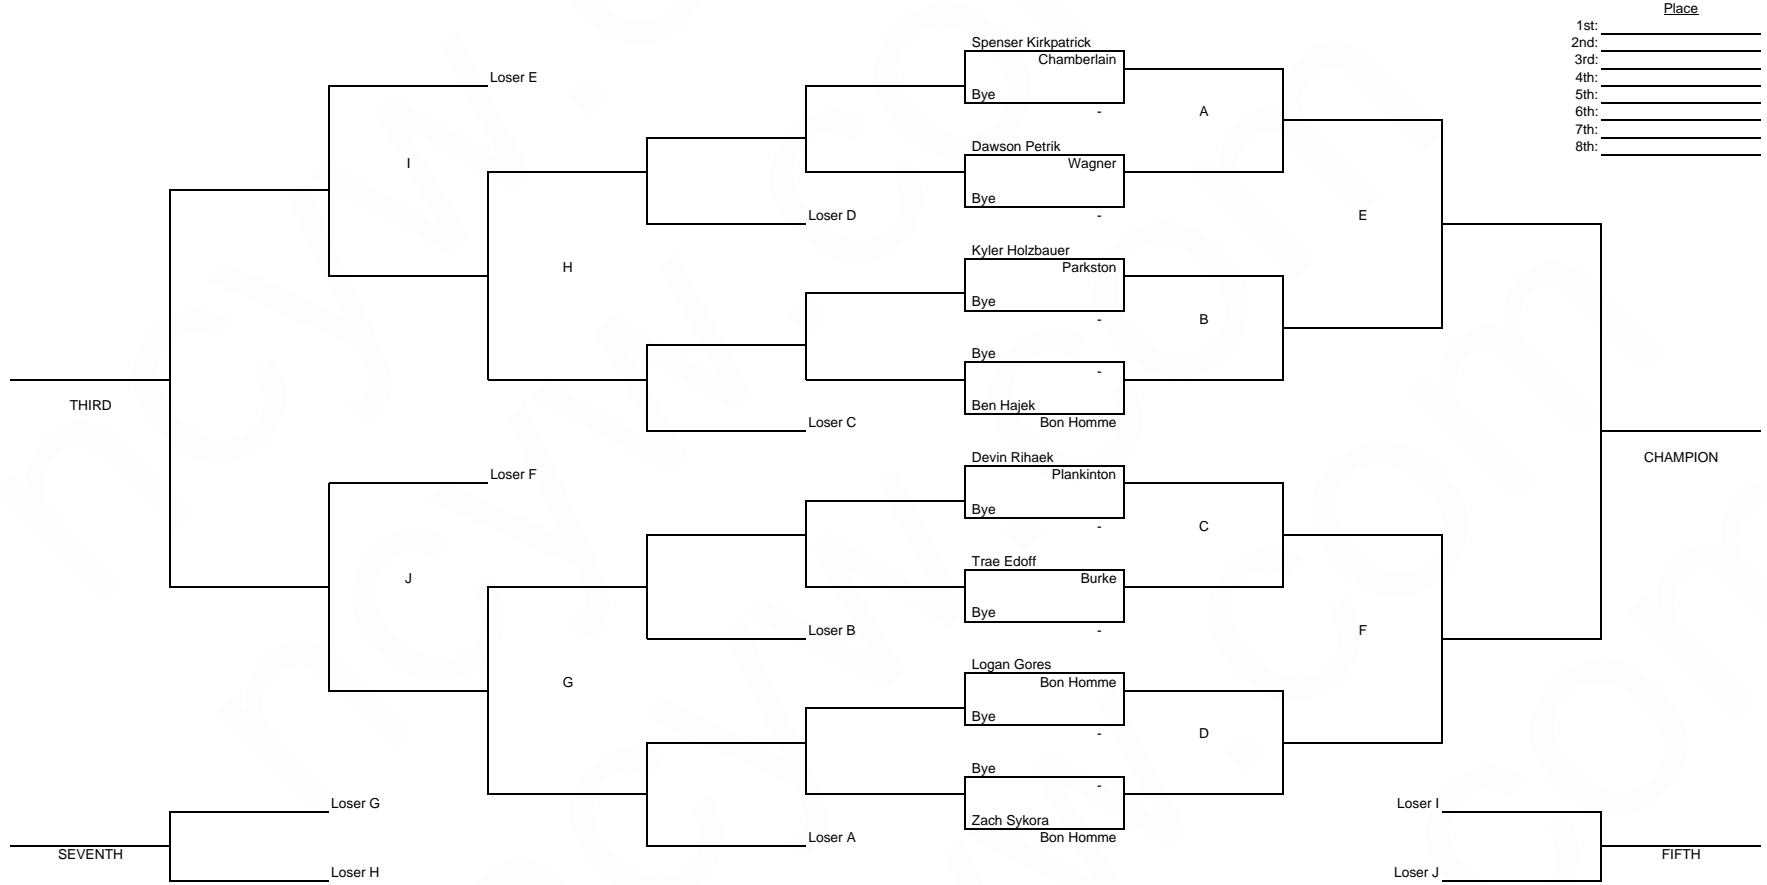 Place
1st:
2nd:
3rd:
4th:
5th:
6th:
7th:
8th:
Spenser Kirkpatrick
Chamberlain
Bye
-
A
Dawson Petrik
Wagner
Bye
-
E
Kyler Holzbauer
Parkston
Bye
-
B
Bye
-
Ben Hajek
Bon Homme
Devin Rihaek
Plankinton
Bye
-
C
Trae Edoff
Burke
Bye
-
F
Logan Gores
Bon Homme
Bye
-
D
Bye
-
Zach Sykora
Bon Homme
CHAMPION
Loser E
I
Loser D
H
Loser C
THIRD
Loser F
J
Loser B
G
Loser A
Loser G
SEVENTH
Loser H
Loser I
FIFTH
Loser J